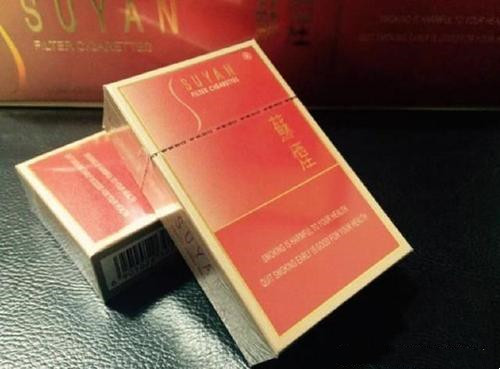 SUYAN
FILTER CIGARETTES
SUYAN
FILTER CIGARETTES
蘇煙
SMOKING IS HARMFUL TO YOUR HEALTH
QUIT SMOKING EARLY IS GOOD FOR YOUR HEALTH
SUYAN
SMOKING IS HARMFUL TO YOUR HEALTH
QUIT SMOKING EARLY IS GOOD FOR YOUR HEALTH